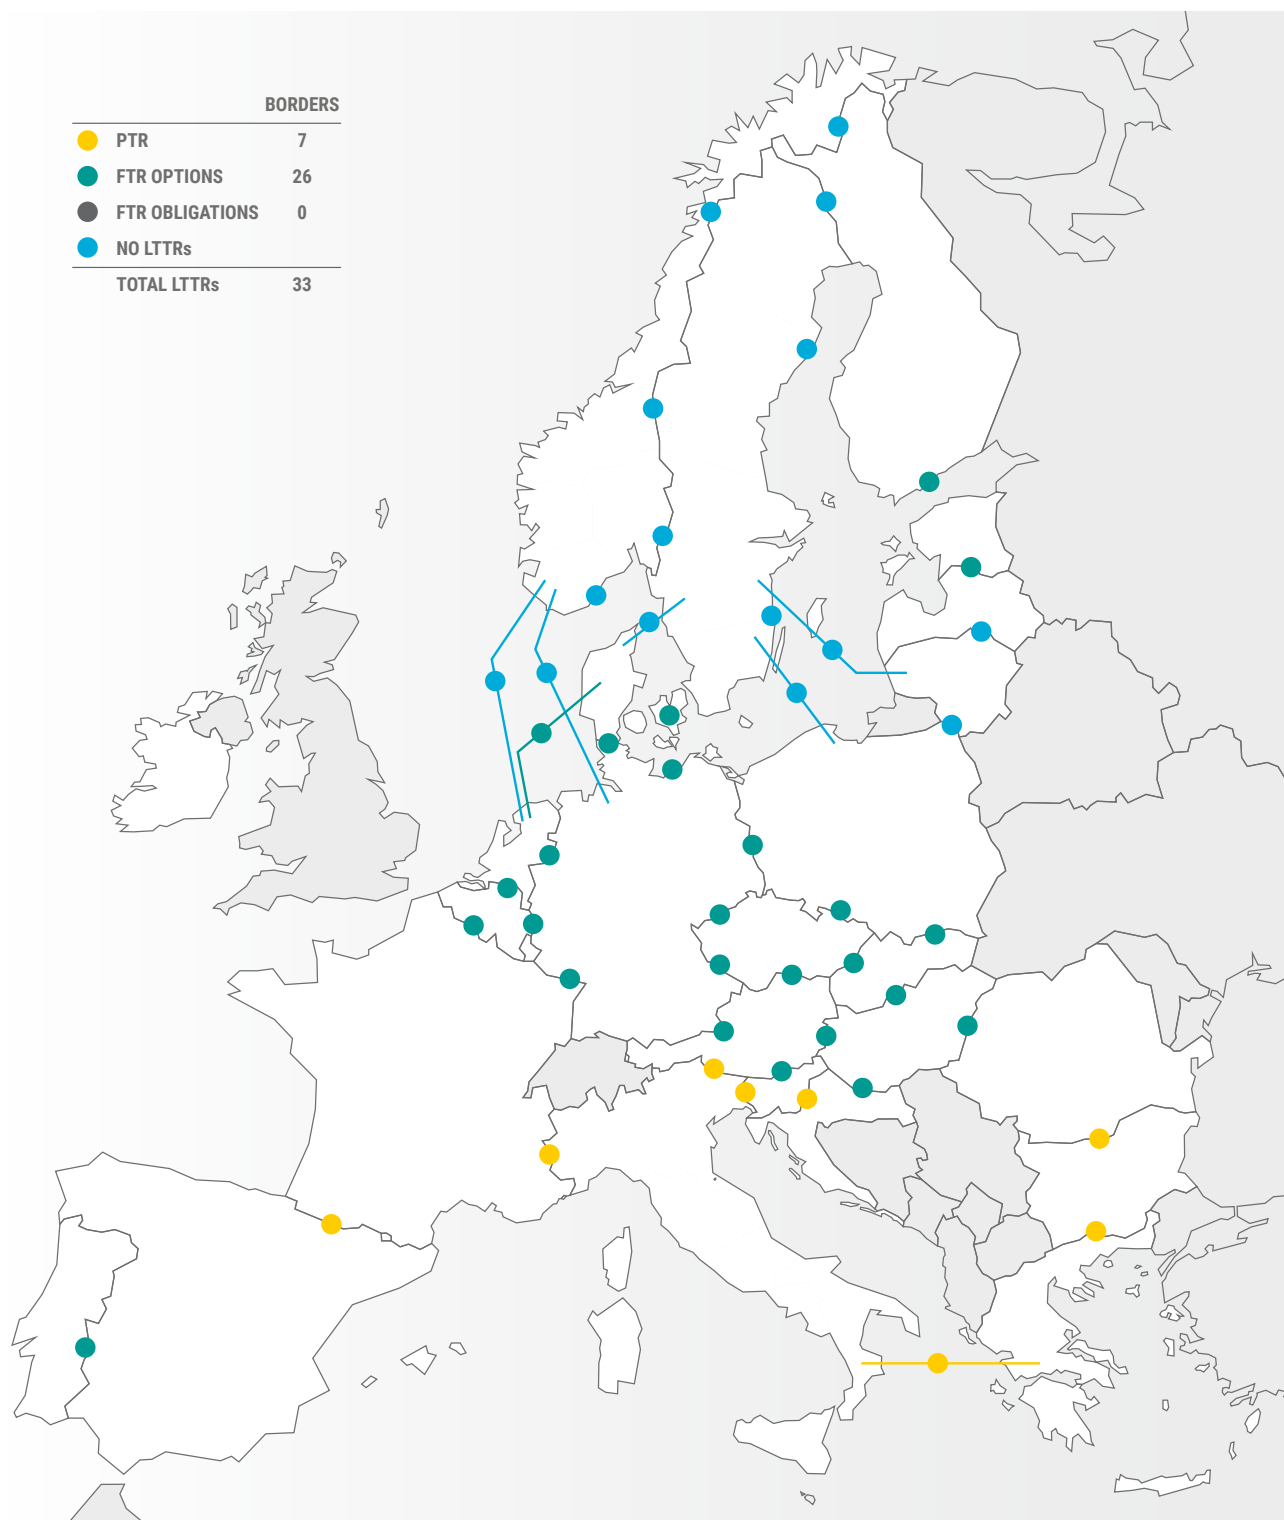 BORDERS
PTR 7
FTR OPTIONS 26
FTR OBLIGATIONS 0
NO LTTRs
TOTAL LTTRs 33